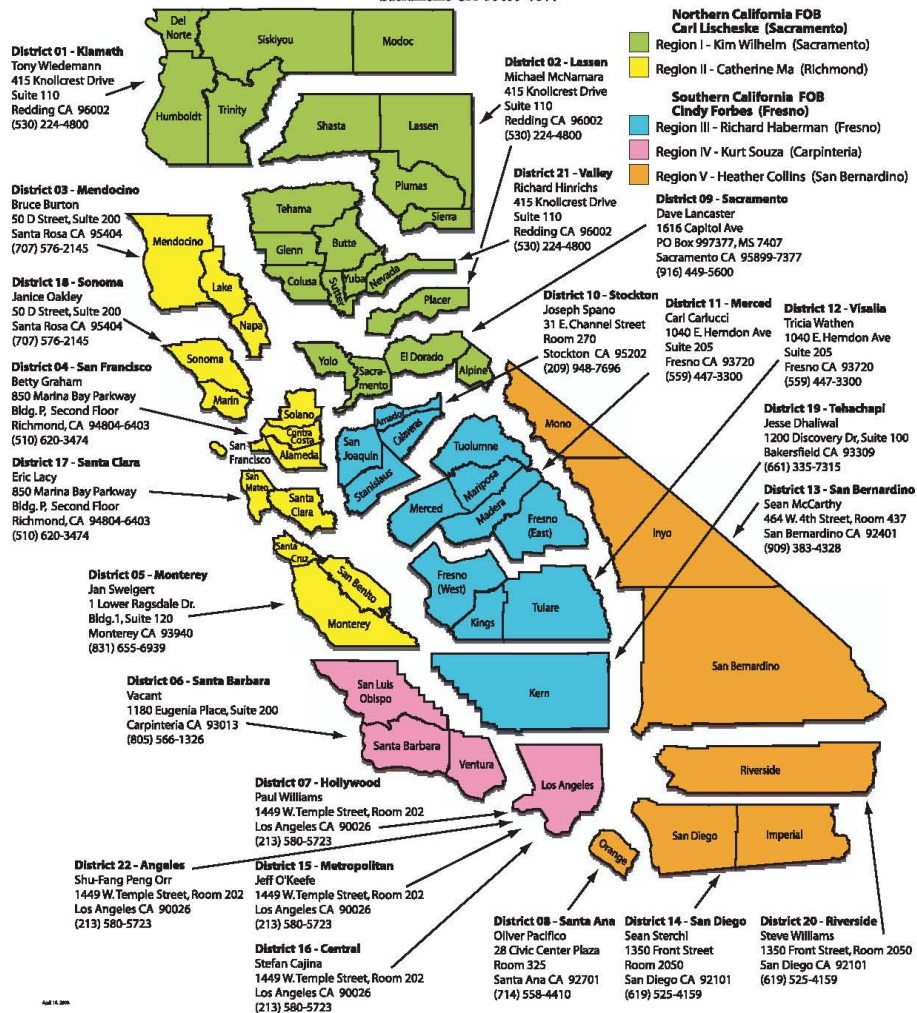 Northern California FOB
Carl Lischeske (Sacramento)
Region I - Kim Wilhelm (Sacramento)
Region II - Catherine Ma (Richmond)
Southern California FOB
Cindy Forbes (Fresno)
Region III - Richard Haberman (Fresno)
Region IV - Kurt Souza (Carpinteria)
Region V - Heather Collins (San Bernardino)
District 01 - Klamath
Tony Wiedemann
415 Knollcrest Drive
Suite 110
Redding CA 96002
(530) 224-4800
District 02 - Lassen
Michael McNamara
415 Knollcrest Drive
Suite 110
Redding CA 96002
(530) 224-4800
District 21 - Valley
Richard Hinrichs
415 Knollcrest Drive
Suite 110
Redding CA 96002
(530) 224-4800
District 09 - Sacramento
Dave Lancaster
1616 Capitol Ave
PO Box 997377, MS 7407
Sacramento CA 95899-7377
(916) 449-5600
District 03 - Mendocino
Bruce Burton
50 D Street, Suite 200
Santa Rosa CA 95404
(707) 576-2145
District 18 - Sonoma
Janice Oakley
50 D Street, Suite 200
Santa Rosa CA 95404
(707) 576-2145
District 04 - San Francisco
Betty Graham
850 Marina Bay Parkway
Bldg. P, Second Floor
Richmond, CA 94804-6403
(510) 620-3474
District 17 - Santa Clara
Eric Lacy
850 Marina Bay Parkway
Bldg. P, Second Floor
Richmond, CA 94804-6403
(510) 620-3474
District 10 - Stockton
Joseph Spano
31 E. Channel Street
Room 270
Stockton CA 95202
(209) 948-7696
District 11 - Merced
Carl Carlucci
1040 E. Herndon Ave
Suite 205
Fresno CA 93720
(559) 447-3300
District 12 - Visalia
Tricia Wathen
1040 E. Herndon Ave
Suite 205
Fresno CA 93720
(559) 447-3300
District 19 - Tehachapi
Jesse Dhaliwal
1200 Discovery Dr, Suite 100
Bakersfield CA 93309
(661) 335-7315
District 13 - San Bernardino
Sean McCarthy
464 W. 4th Street, Room 437
San Bernardino CA 92401
(909) 383-4328
District 05 - Monterey
Jan Sweigert
1 Lower Ragsdale Dr.
Bldg.1, Suite 120
Monterey CA 93940
(831) 655-6939
District 06 - Santa Barbara
Vacant
1180 Eugenia Place, Suite 200
Carpinteria CA 93013
(805) 566-1326
District 07 - Hollywood
Paul Williams
1449 W. Temple Street, Room 202
Los Angeles CA 90026
(213) 580-5723
District 22 - Angeles
Shu-Fang Peng Orr
1449 W. Temple Street, Room 202
Los Angeles CA 90026
(213) 580-5723
District 15 - Metropolitan
Jeff O'Keefe
1449 W. Temple Street, Room 202
Los Angeles CA 90026
(213) 580-5723
District 16 - Central
Stefan Cajina
1449 W. Temple Street, Room 202
Los Angeles CA 90026
(213) 580-5723
District 08 - Santa Ana
Oliver Pacifico
28 Civic Center Plaza
Room 325
Santa Ana CA 92701
(714) 558-4410
District 14 - San Diego
Sean Sterchi
1350 Front Street
Room 2050
San Diego CA 92101
(619) 525-4159
District 20 - Riverside
Steve Williams
1350 Front Street, Room 2050
San Diego CA 92101
(619) 525-4159
Del
Norte
Siskiyou
Modoc
Humboldt
Trinity
Shasta
Lassen
Plumas
Sierra
Tehama
Glenn
Butte
Colusa
Sutter
Yuba
Nevada
Placer
Mendocino
Lake
Napa
Sonoma
Marin
Yolo
Sacra-
mento
El Dorado
Alpine
Solano
Contra
Costa
Alameda
San
Francisco
San
Mateo
Santa
Clara
Amador
Calaveras
San
Joaquin
Stanislaus
Tuolumne
Mariposa
Merced
Madera
Fresno
(East)
Mono
Inyo
Santa
Cruz
San Benito
Monterey
Fresno
(West)
Kings
Tulare
Kern
San Bernardino
San Luis
Obispo
Santa Barbara
Ventura
Los Angeles
Riverside
Orange
San Diego
Imperial